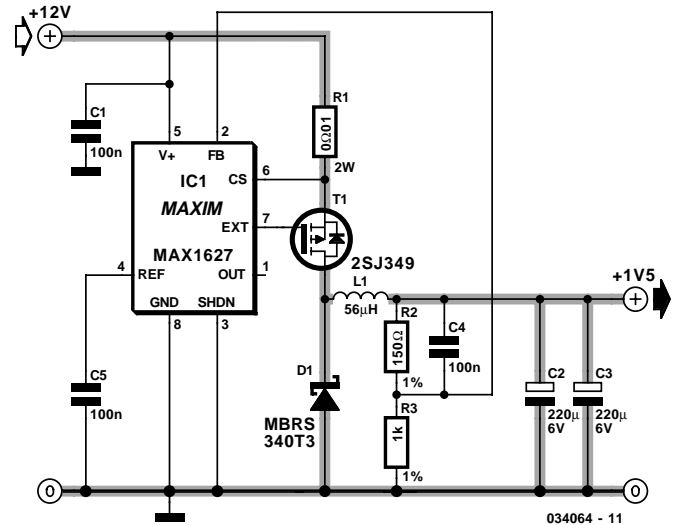 +12V
C1
100n
5
2
V+
FB
R1
0Ω01
2W
CS
6
IC1
MAXIM
EXT
7
T1
MAX1627
2SJ349
4
REF
OUT
1
L1
56μH
+1V5
GND
SHDN
8
3
R2
150Ω
1%
C4
100n
C5
100n
D1
MBRS
340T3
R3
1k
1%
C2
220μ
6V
C3
220μ
6V
0
0
034064 - 11